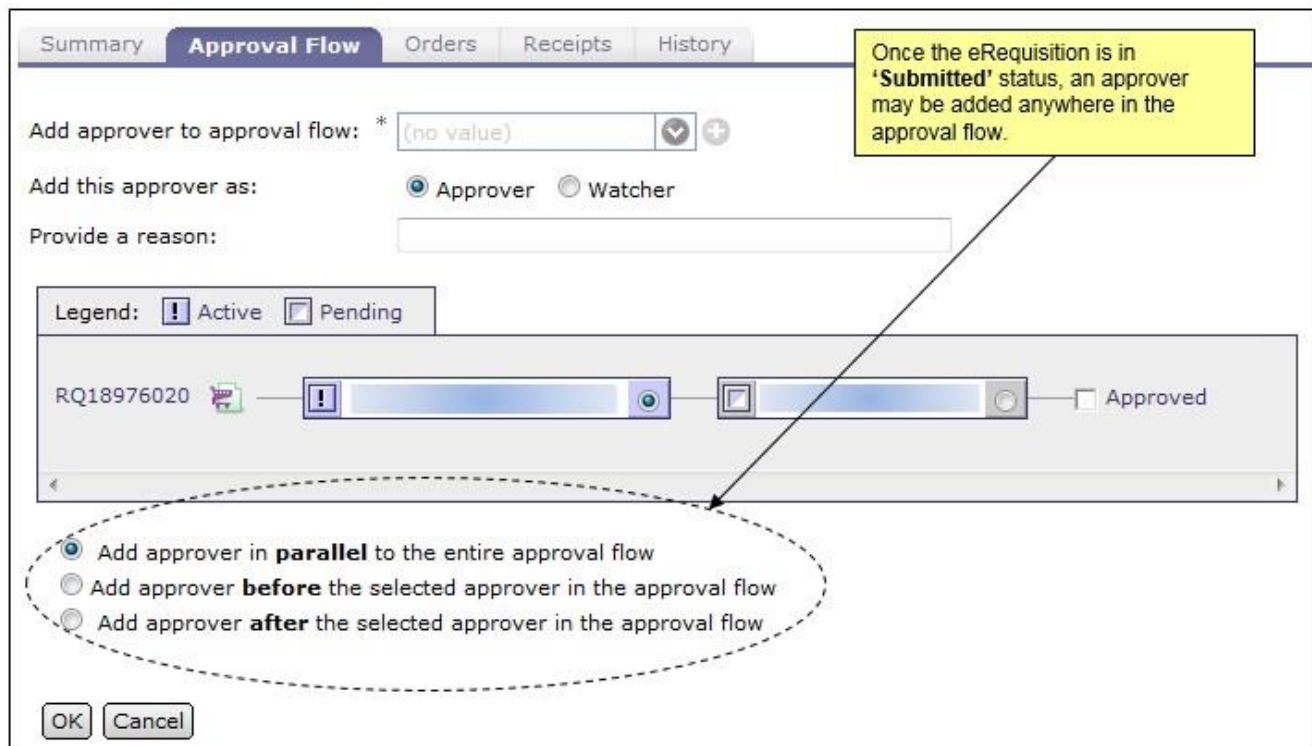 Summary Approval Flow Orders Receipts History
Once the eRequisition is in
‘Submitted’ status, an approver
may be added anywhere in the
approval flow.
Add approver to approval flow: * (no value)
Add this approver as: Approver Watcher
Provide a reason:
Legend: ! Active Pending
RQ18976020 ! Approved
Add approver in parallel to the entire approval flow
Add approver before the selected approver in the approval flow
Add approver after the selected approver in the approval flow
OK Cancel